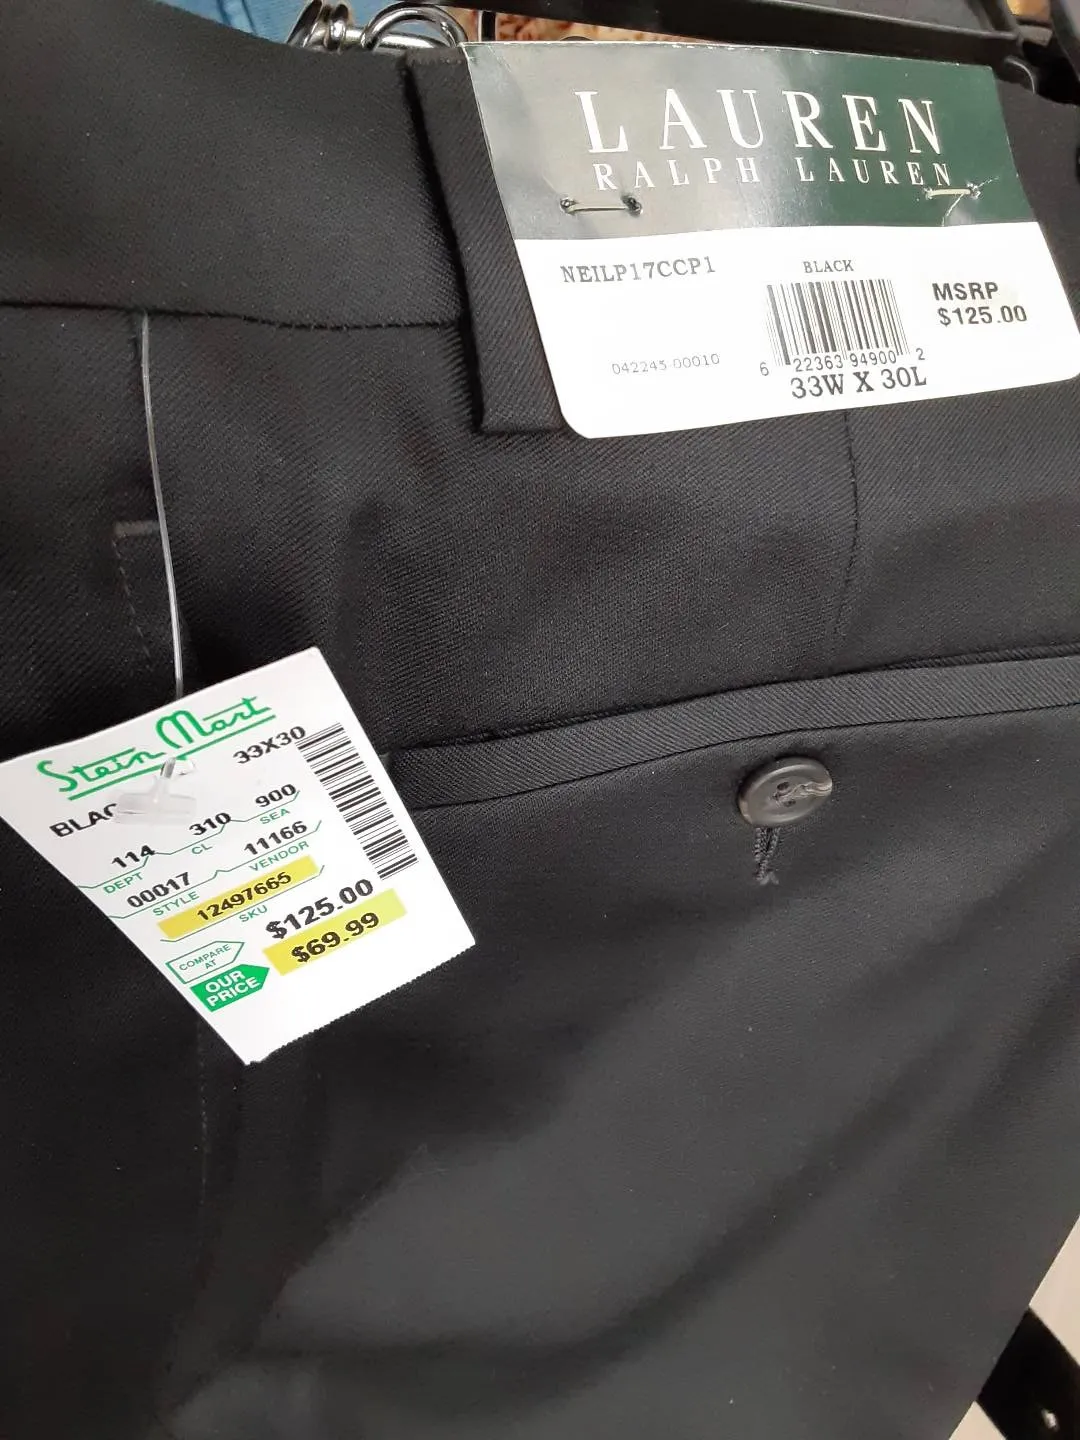 LAUREN
RALPH LAUREN
NEILP17CCP1
BLACK
MSRP
$125.00
042245 00010
6 22363 94900 2
33W X 30L
Stein Mart
33X30
114 310 900
DEPT CL SEA
00017 11166
STYLE VENDOR
12497665
SKU
COMPARE AT $125.00
OUR PRICE $69.99